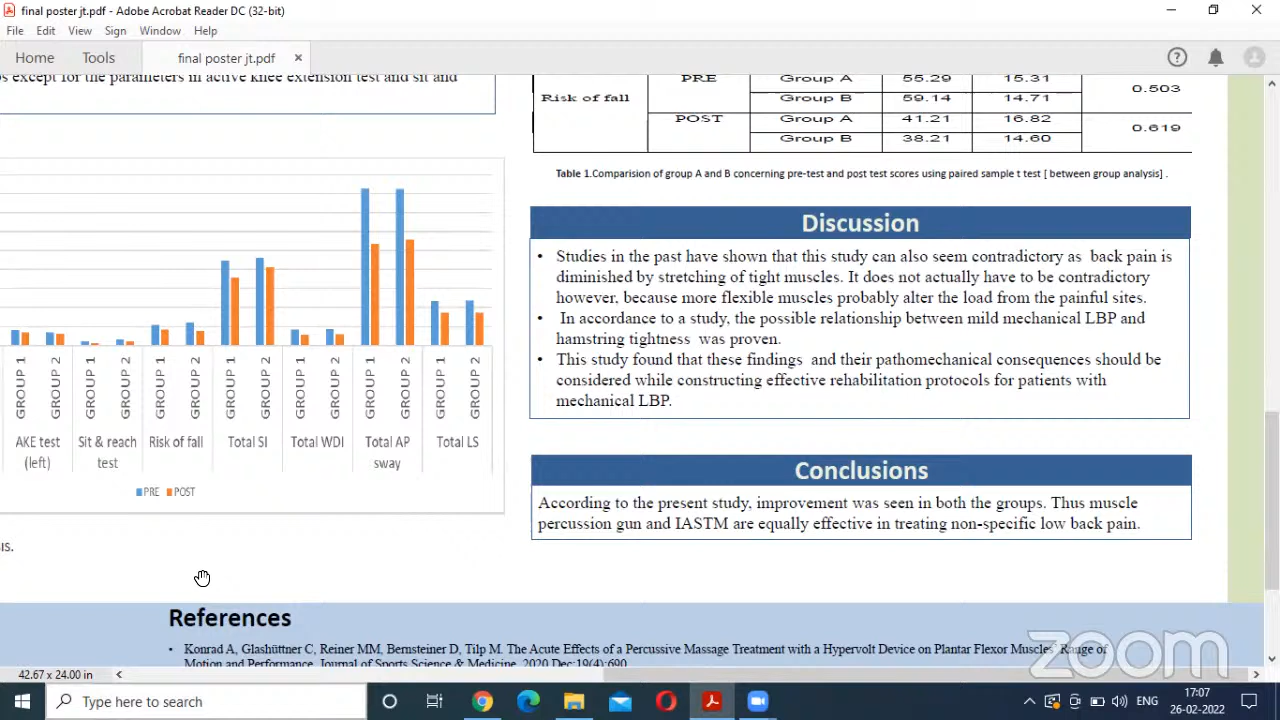 final poster jt.pdf - Adobe Acrobat Reader DC (32-bit)
File Edit View Sign Window Help
Home Tools final poster jt.pdf ×
s except for the parameters in active knee extension test and sit and
PRE Group A 55.29 15.31
Risk of fall Group B 59.14 14.71 0.503
POST Group A 41.21 16.82
Group B 38.21 14.60 0.619
Table 1.Comparision of group A and B concerning pre-test and post test scores using paired sample t test [ between group analysis] .
Discussion
• Studies in the past have shown that this study can also seem contradictory as back pain is
diminished by stretching of tight muscles. It does not actually have to be contradictory
however, because more flexible muscles probably alter the load from the painful sites.
• In accordance to a study, the possible relationship between mild mechanical LBP and
hamstring tightness was proven.
• This study found that these findings and their pathomechanical consequences should be
considered while constructing effective rehabilitation protocols for patients with
mechanical LBP.
GROUP 1 GROUP 2 GROUP 1 GROUP 2 GROUP 1 GROUP 2 GROUP 1 GROUP 2 GROUP 1 GROUP 2 GROUP 1 GROUP 2 GROUP 1 GROUP 2
AKE test Sit & reach Risk of fall Total SI Total WDI Total AP Total LS
(left) test sway
PRE POST
Conclusions
According to the present study, improvement was seen in both the groups. Thus muscle
percussion gun and IASTM are equally effective in treating non-specific low back pain.
is.
References
• Konrad A, Glashüttner C, Reiner MM, Bernsteiner D, Tilp M. The Acute Effects of a Percussive Massage Treatment with a Hypervolt Device on Plantar Flexor Muscles' Range of
Motion and Performance. Journal of Sports Science & Medicine. 2020 Dec;19(4):690.
zoom
42.67 x 24.00 in
Type here to search
ENG
17:07
26-02-2022